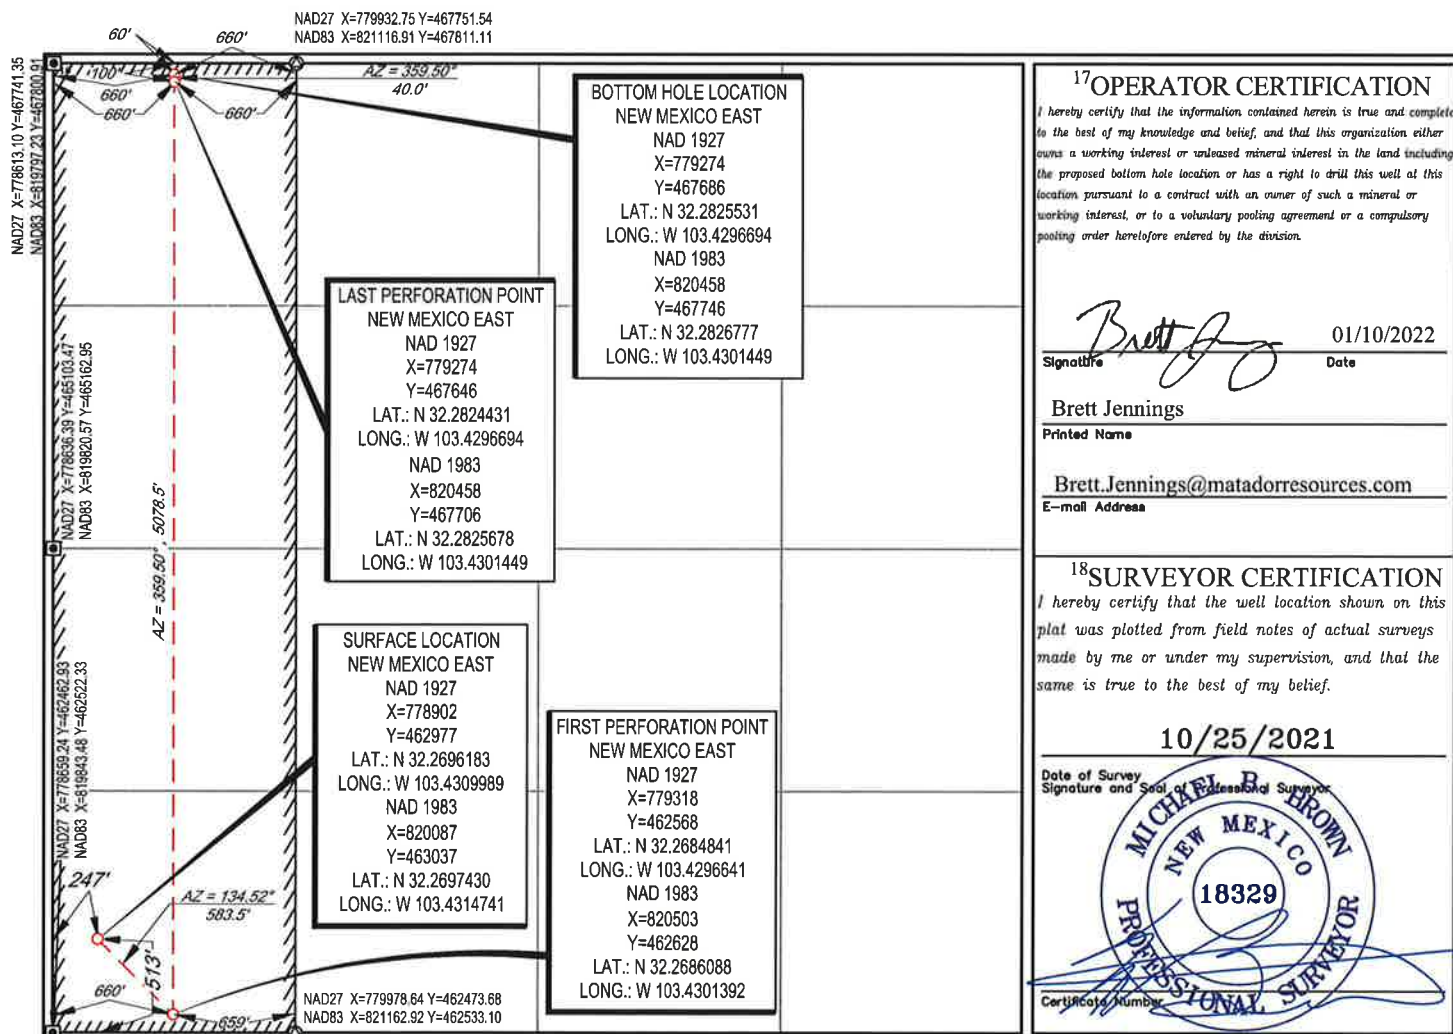 NAD27 X=779932.75 Y=467751.54
NAD83 X=821116.91 Y=467811.11
60'
660'
660'
100'
660'
660'
660'
AZ = 359.50°
40.0'
NAD27 X=778613.10 Y=467741.35
NAD83 X=819797.23 Y=467800.91
BOTTOM HOLE LOCATION
NEW MEXICO EAST
NAD 1927
X=779274
Y=467686
LAT.: N 32.2825531
LONG.: W 103.4296694
NAD 1983
X=820458
Y=467746
LAT.: N 32.2826777
LONG.: W 103.4301449
LAST PERFORATION POINT
NEW MEXICO EAST
NAD 1927
X=779274
Y=467646
LAT.: N 32.2824431
LONG.: W 103.4296694
NAD 1983
X=820458
Y=467706
LAT.: N 32.2825678
LONG.: W 103.4301449
NAD27 X=778636.39 Y=465103.47
NAD83 X=819820.57 Y=465162.95
AZ = 359.50°, 5078.5'
SURFACE LOCATION
NEW MEXICO EAST
NAD 1927
X=778902
Y=462977
LAT.: N 32.2696183
LONG.: W 103.4309989
NAD 1983
X=820087
Y=463037
LAT.: N 32.2697430
LONG.: W 103.4314741
FIRST PERFORATION POINT
NEW MEXICO EAST
NAD 1927
X=779318
Y=462568
LAT.: N 32.2684841
LONG.: W 103.4296641
NAD 1983
X=820503
Y=462628
LAT.: N 32.2686088
LONG.: W 103.4301392
NAD27 X=778659.24 Y=462462.93
NAD83 X=819843.48 Y=462522.33
247'
AZ = 134.52°
583.5'
513'
660'
659'
NAD27 X=779978.64 Y=462473.68
NAD83 X=821162.92 Y=462533.10
17OPERATOR CERTIFICATION
I hereby certify that the information contained herein is true and complete
to the best of my knowledge and belief, and that this organization either
owns a working interest or unleased mineral interest in the land including
the proposed bottom hole location or has a right to drill this well at this
location pursuant to a contract with an owner of such a mineral or
working interest, or to a voluntary pooling agreement or a compulsory
pooling order heretofore entered by the division.
Brett Jennings
01/10/2022
Signature Date
Brett Jennings
Printed Name
Brett.Jennings@matadorresources.com
E-mail Address
18SURVEYOR CERTIFICATION
I hereby certify that the well location shown on this
plat was plotted from field notes of actual surveys
made by me or under my supervision, and that the
same is true to the best of my belief.
10/25/2021
Date of Survey
Signature and Seal of Professional Surveyor
MICHAEL B. BROWN
NEW MEXICO
18329
PROFESSIONAL SURVEYOR
Certificate Number